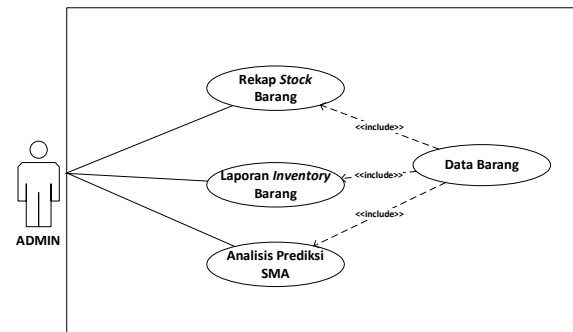 Rekap Stock
Barang
<<include>>
Laporan Inventory
Barang
<<include>>
Data Barang
<<include>>
ADMIN
Analisis Prediksi
SMA